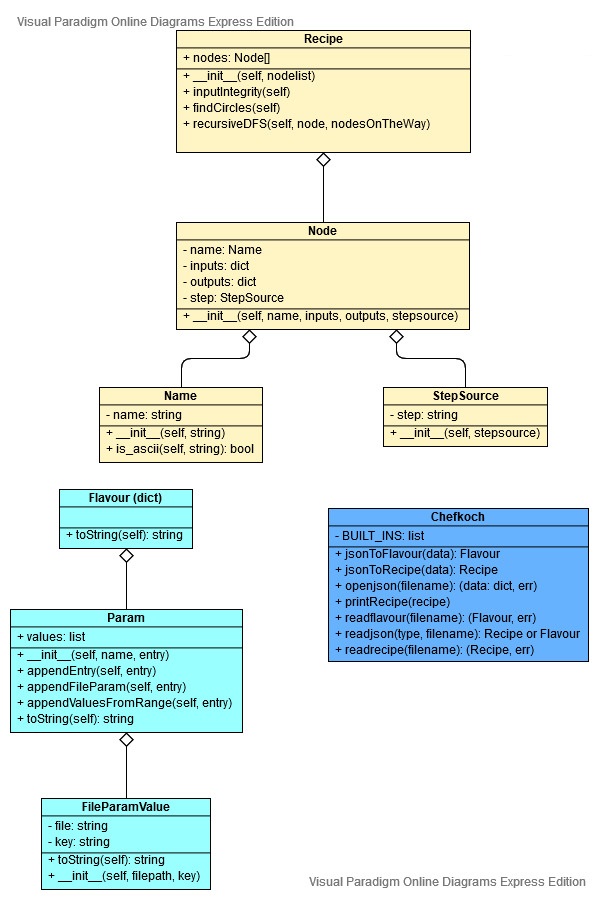 Visual Paradigm Online Diagrams Express Edition
Recipe
+ nodes: Node[]
+ __init__(self, nodelist)
+ inputIntegrity(self)
+ findCircles(self)
+ recursiveDFS(self, node, nodesOnTheWay)
Node
- name: Name
- inputs: dict
- outputs: dict
- step: StepSource
+ __init__(self, name, inputs, outputs, stepsource)
Name
- name: string
+ __init__(self, string)
+ is_ascii(self, string): bool
StepSource
- step: string
+ __init__(self, stepsource)
Flavour (dict)
+ toString(self): string
Chefkoch
- BUILT_INS: list
+ jsonToFlavour(data): Flavour
+ jsonToRecipe(data): Recipe
+ openjson(filename): (data: dict, err)
+ printRecipe(recipe)
+ readflavour(filename): (Flavour, err)
+ readjson(type, filename): Recipe or Flavour
+ readrecipe(filename): (Recipe, err)
Param
+ values: list
+ __init__(self, name, entry)
+ appendEntry(self, entry)
+ appendFileParam(self, entry)
+ appendValuesFromRange(self, entry)
+ toString(self): string
FileParamValue
- file: string
- key: string
+ toString(self): string
+ __init__(self, filepath, key)
Visual Paradigm Online Diagrams Express Edition